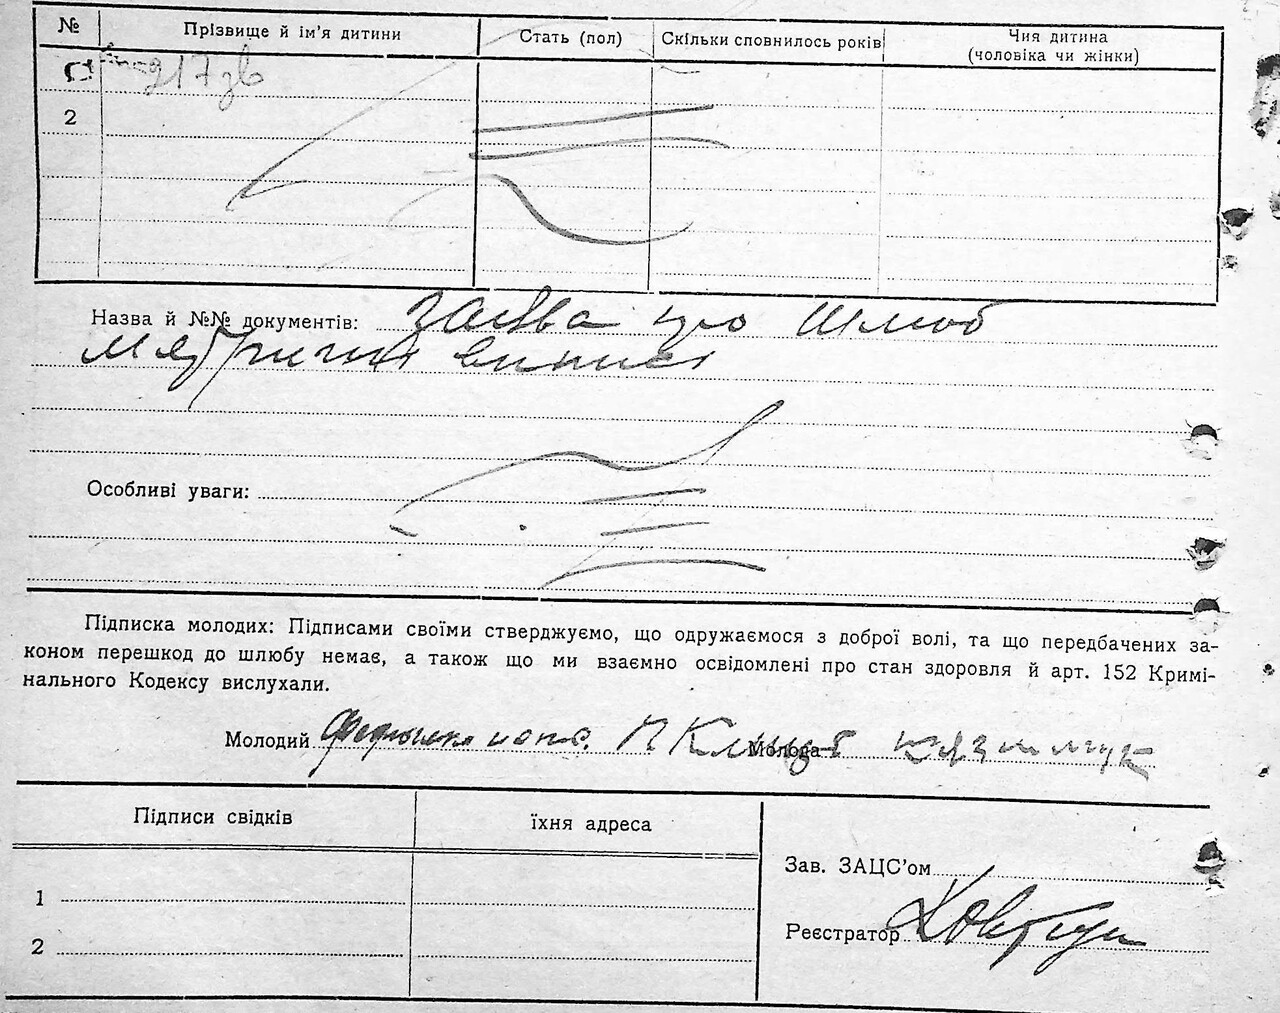 № Прізвище й ім'я дитини Стать (пол) Скільки сповнилось років Чия дитина
(чоловіка чи жінки)
217зв
2
Назва й №№ документів: заява про шлюб
метричні виписі
Особливі уваги:
Підписка молодих: Підписами своїми стверджуємо, що одружаємося з доброї волі, та що передбачених за-
коном перешкод до шлюбу немає, а також що ми взаємно освідомлені про стан здоровля й арт. 152 Кримі-
нального Кодексу вислухали.
Молодий Молода
Підписи свідків їхня адреса
Зав. ЗАЦС'ом
1
Реєстратор
2